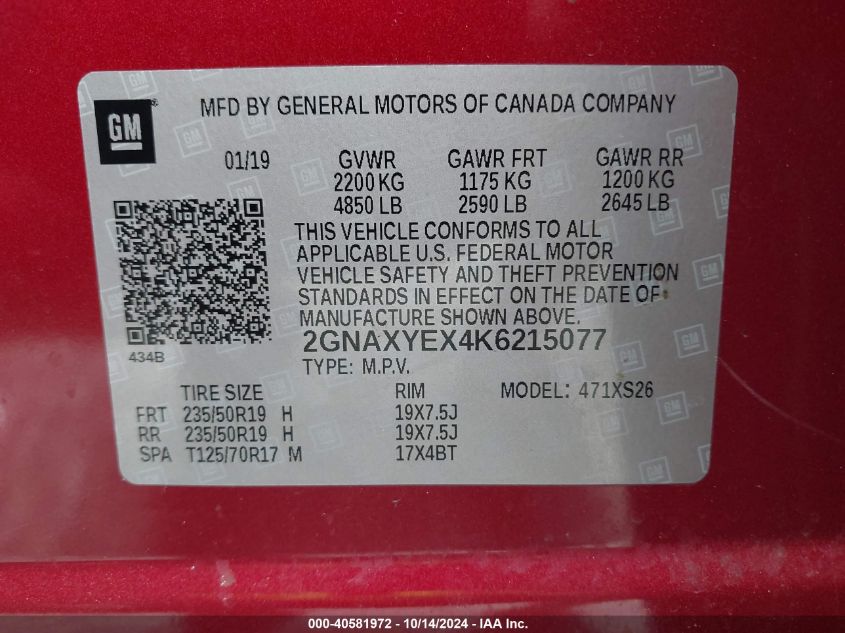 GM
MFD BY GENERAL MOTORS OF CANADA COMPANY
01/19 GVWR GAWR FRT GAWR RR
2200 KG 1175 KG 1200 KG
4850 LB 2590 LB 2645 LB
THIS VEHICLE CONFORMS TO ALL
APPLICABLE U.S. FEDERAL MOTOR
VEHICLE SAFETY AND THEFT PREVENTION
STANDARDS IN EFFECT ON THE DATE OF
MANUFACTURE SHOWN ABOVE.
2GNAXYEX4K6215077
434B
TYPE: M.P.V.
TIRE SIZE RIM MODEL: 471XS26
FRT 235/50R19 H 19X7.5J
RR 235/50R19 H 19X7.5J
SPA T125/70R17 M 17X4BT
000-40581972 - 10/14/2024 - IAA Inc.